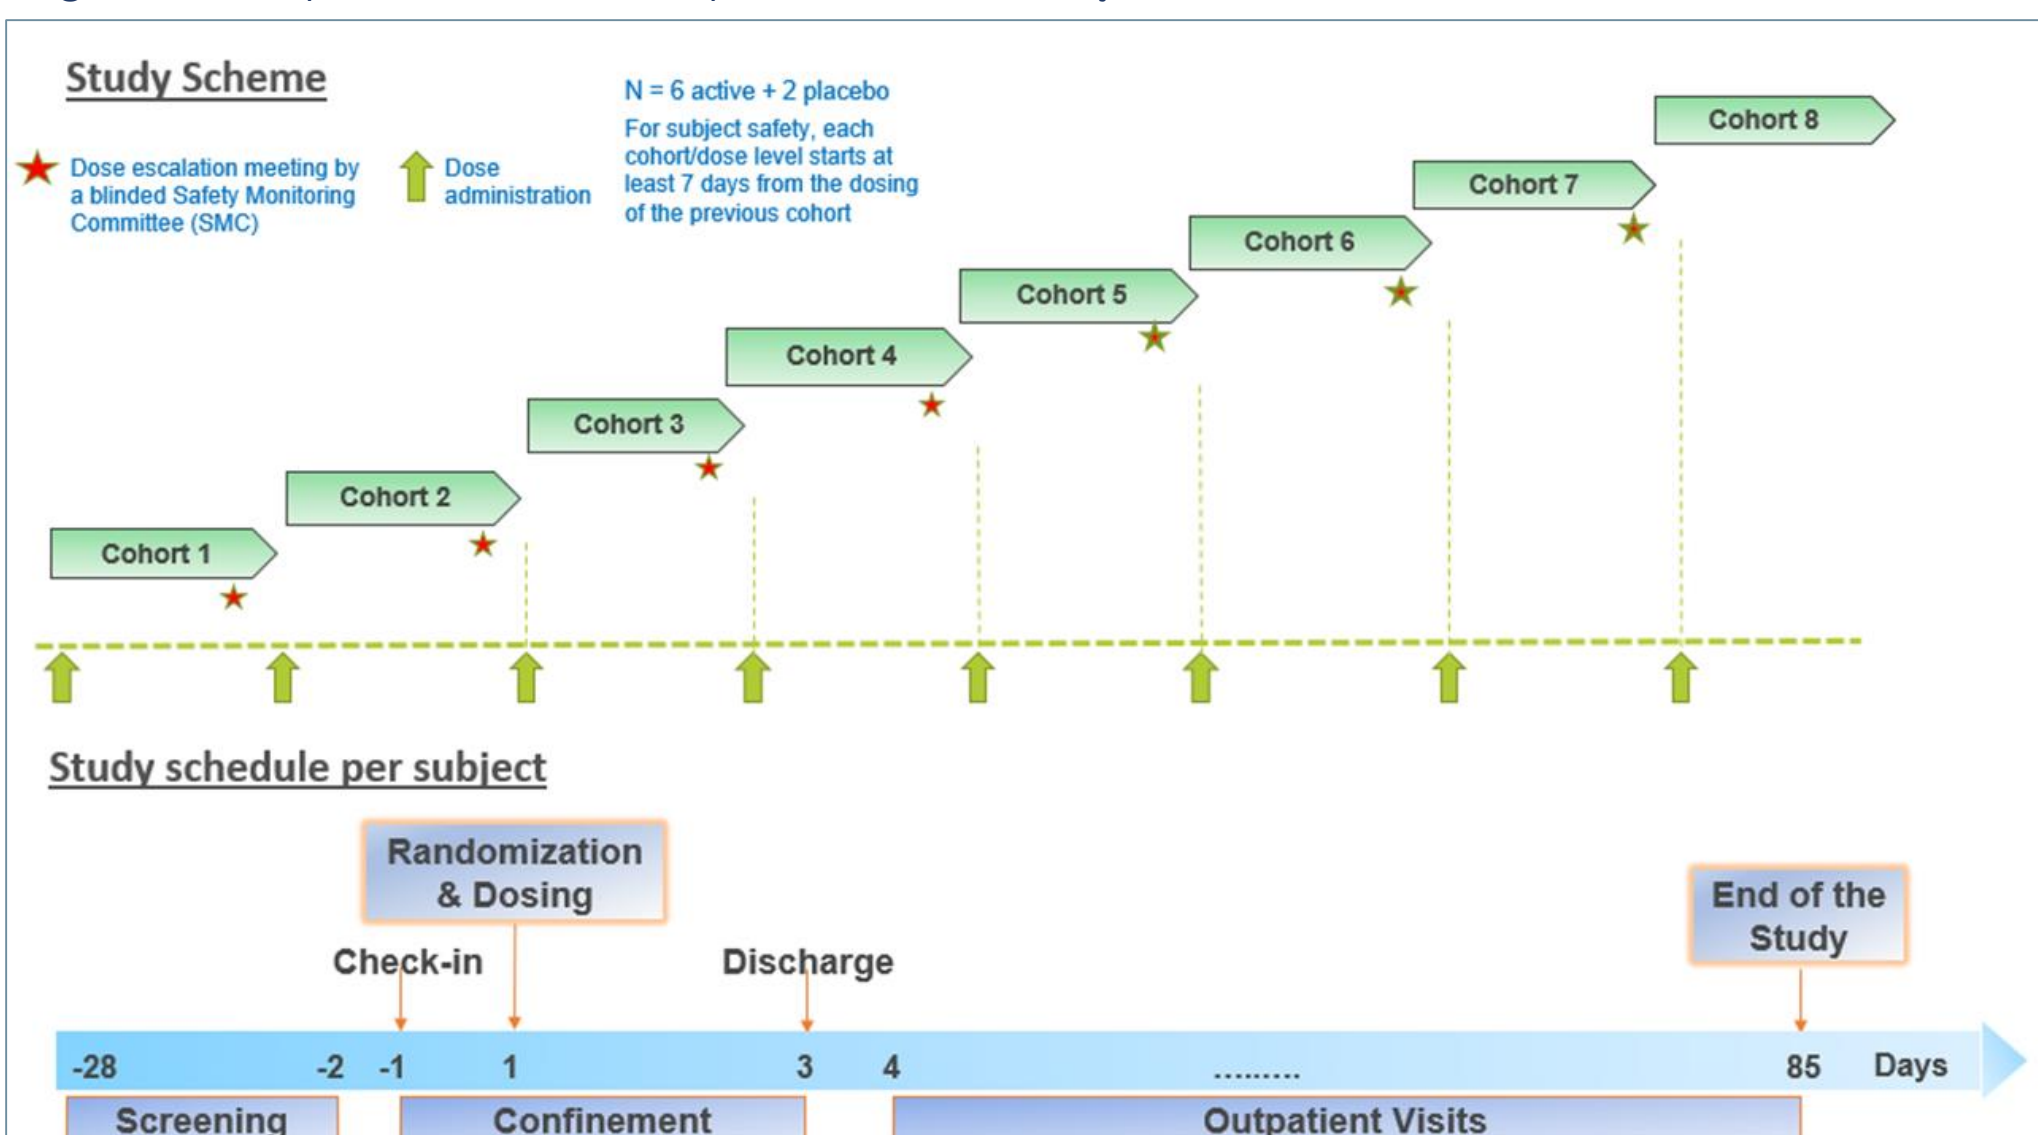 Study Scheme
Dose escalation meeting by
a blinded Safety Monitoring
Committee (SMC)
Dose
administration
N = 6 active + 2 placebo
For subject safety, each
cohort/dose level starts at
least 7 days from the dosing
of the previous cohort
Cohort 8
Cohort 7
Cohort 6
Cohort 5
Cohort 4
Cohort 3
Cohort 2
Cohort 1
Study schedule per subject
Randomization
& Dosing
End of the
Study
Check-in
Discharge
-28 -2 -1 1 3 4 ......... 85 Days
Screening Confinement Outpatient Visits